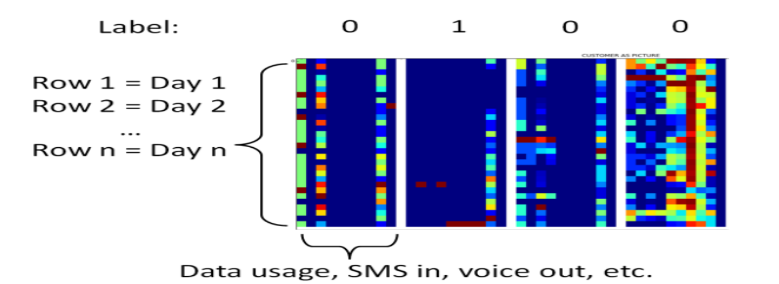 Label: 0 1 0 0
CUSTOMER AS PICTURE
Row 1 = Day 1
Row 2 = Day 2
...
Row n = Day n
Data usage, SMS in, voice out, etc.